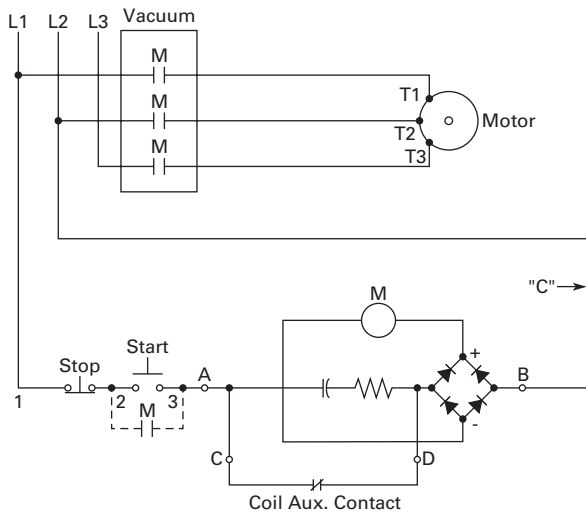 L1 L2 L3 Vacuum
M
T1
M
T2 Motor
M
T3
"C"
M
Start
Stop
+
A B
1 2 3
M
-
C D
Coil Aux. Contact